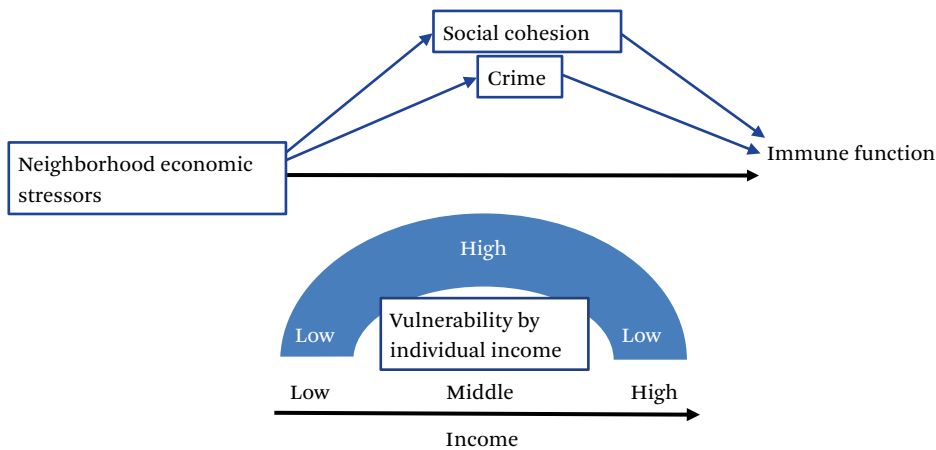 Social cohesion
Crime
Neighborhood economic
stressors
Immune function
High
Low
Vulnerability by
individual income
Low
Low
Middle
High
Income